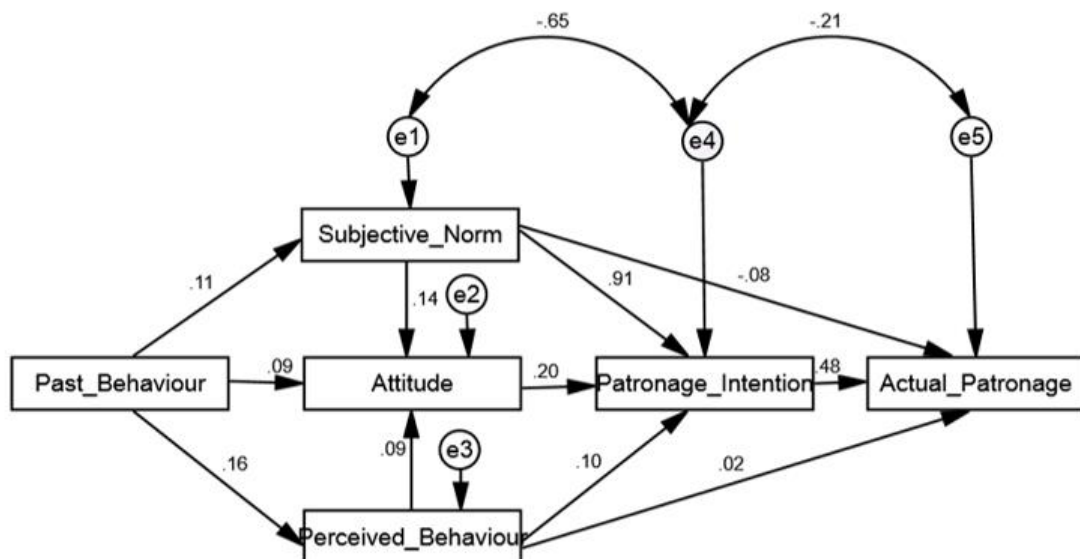 -.65
-.21
e1
e4
e5
Subjective_Norm
.11
.14
e2
.91
-.08
Past_Behaviour
.09
Attitude
.20
Patronage_Intention
.48
Actual_Patronage
.16
.09
e3
.10
.02
Perceived_Behaviour